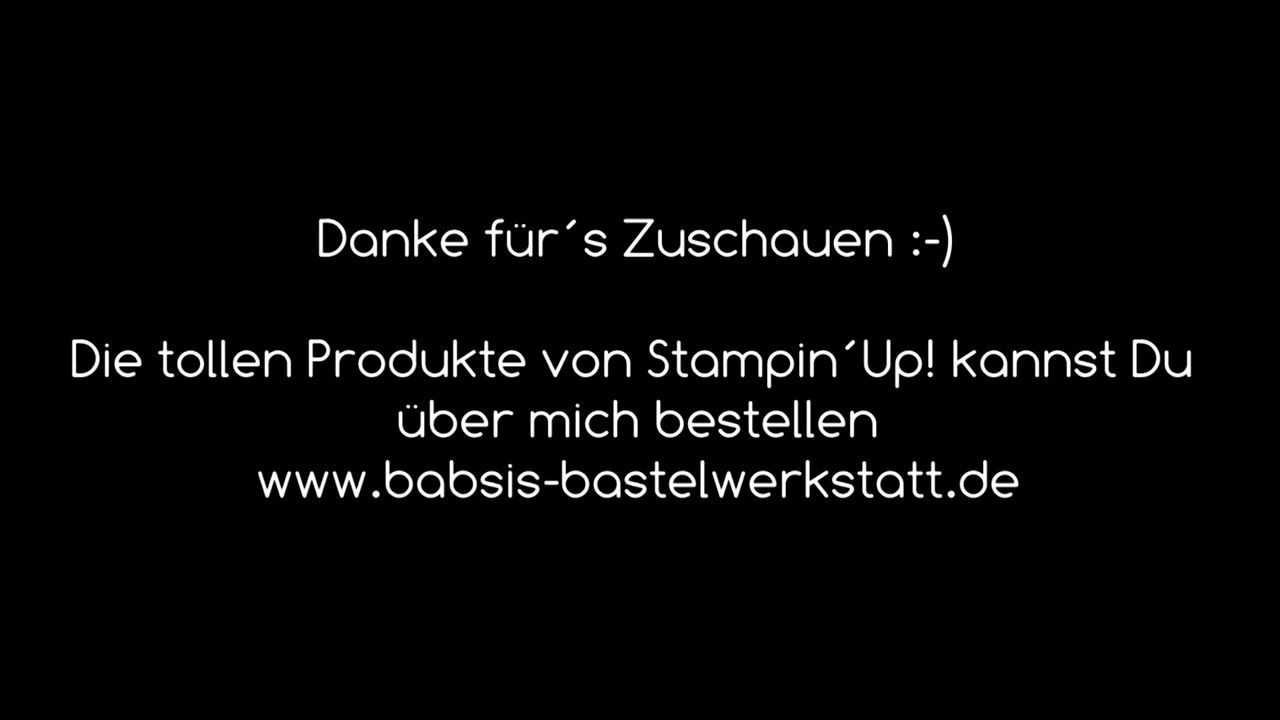 Danke für´s Zuschauen :-)
Die tollen Produkte von Stampin´Up! kannst Du
über mich bestellen
www.babsis-bastelwerkstatt.de